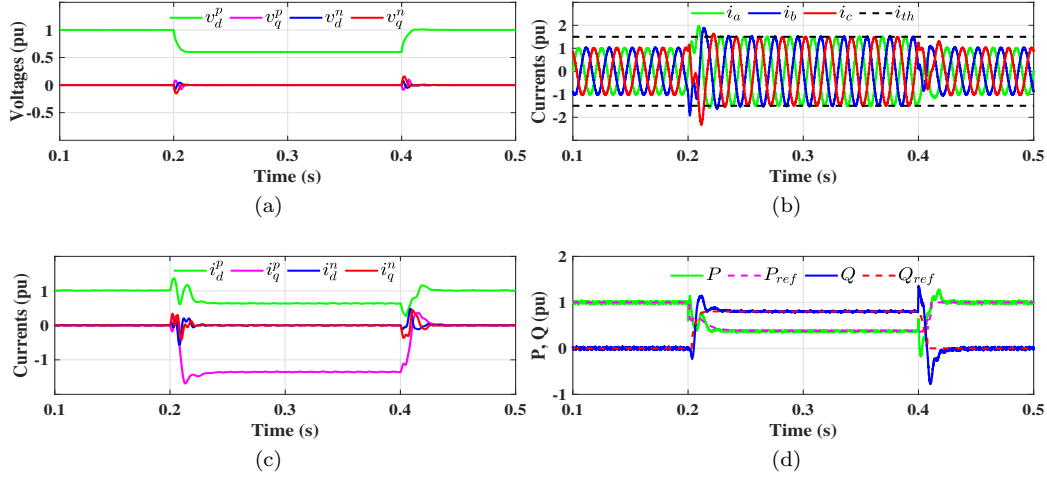 v_d^p v_q^p v_d^n v_q^n
Voltages (pu)
1
0.5
0
-0.5
0.1 0.2 0.3 0.4 0.5
Time (s)
(a)
i_a i_b i_c i_th
Currents (pu)
2
1
0
-1
-2
0.1 0.2 0.3 0.4 0.5
Time (s)
(b)
i_d^p i_q^p i_d^n i_q^n
Currents (pu)
1
0
-1
0.1 0.2 0.3 0.4 0.5
Time (s)
(c)
P P_ref Q Q_ref
P, Q (pu)
2
1
0
-1
0.1 0.2 0.3 0.4 0.5
Time (s)
(d)